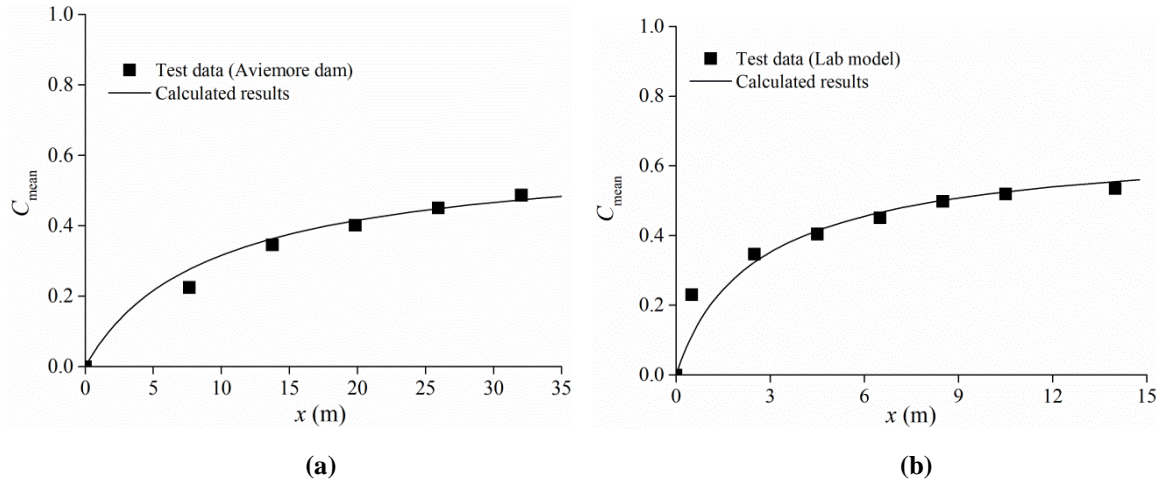 1.0
0.8
0.6
0.4
0.2
0.0
C_mean
Test data (Aviemore dam)
Calculated results
0 5 10 15 20 25 30 35
x (m)
(a)
1.0
0.8
0.6
0.4
0.2
0.0
C_mean
Test data (Lab model)
Calculated results
0 3 6 9 12 15
x (m)
(b)